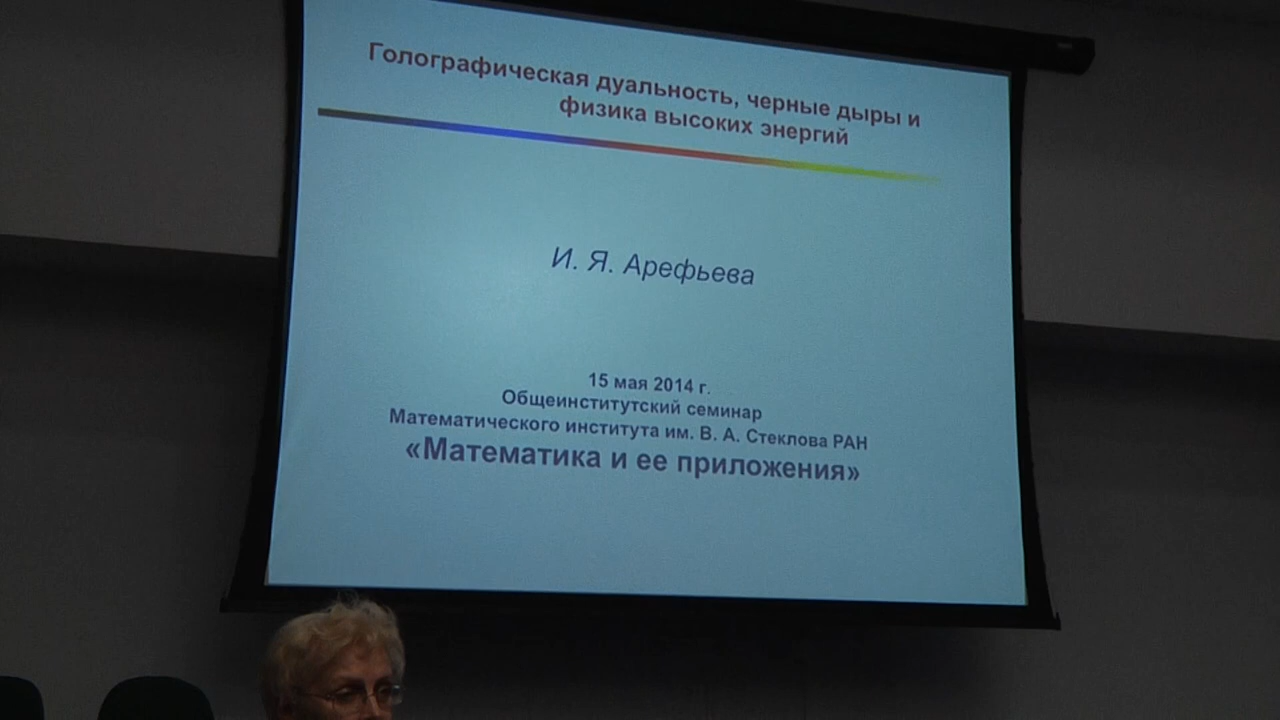 Голографическая дуальность, черные дыры и
физика высоких энергий
И. Я. Арефьева
15 мая 2014 г.
Общеинститутский семинар
Математического института им. В. А. Стеклова РАН
«Математика и ее приложения»